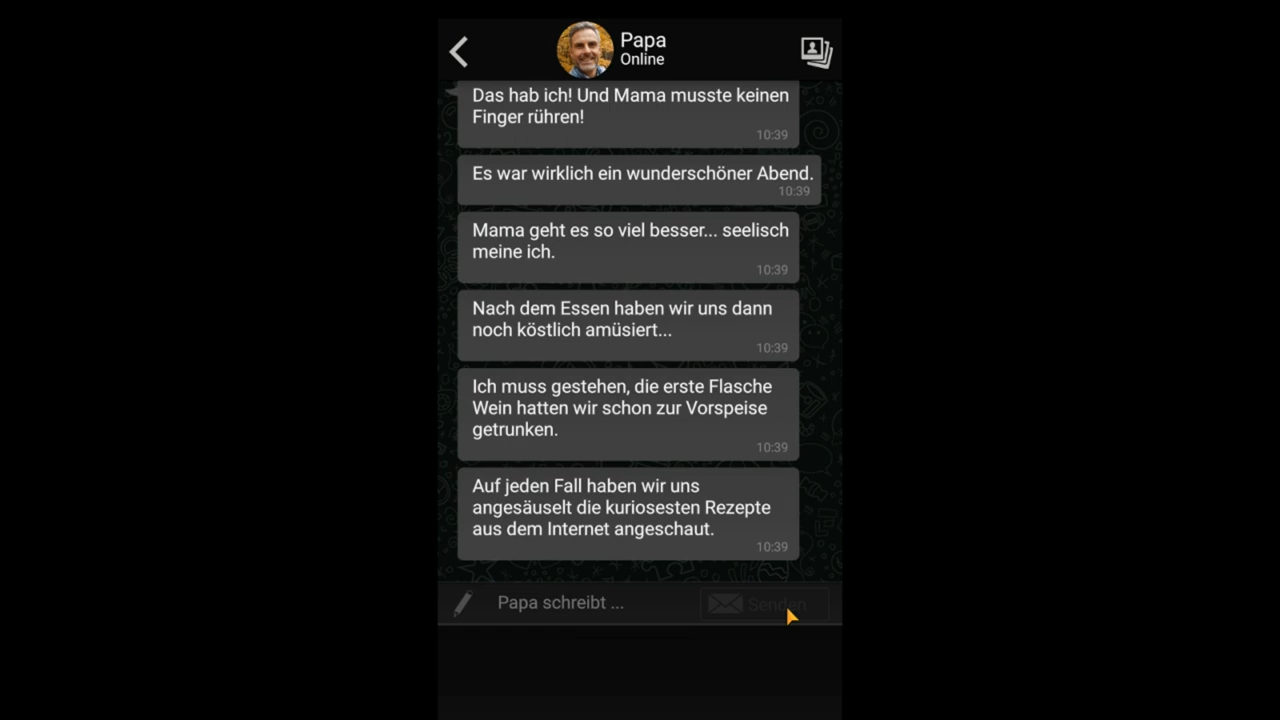 Papa
Online
Das hab ich! Und Mama musste keinen
Finger rühren!
10:39
Es war wirklich ein wunderschöner Abend.
10:39
Mama geht es so viel besser... seelisch
meine ich.
10:39
Nach dem Essen haben wir uns dann
noch köstlich amüsiert...
10:39
Ich muss gestehen, die erste Flasche
Wein hatten wir schon zur Vorspeise
getrunken.
10:39
Auf jeden Fall haben wir uns
angesäuselt die kuriosesten Rezepte
aus dem Internet angeschaut.
10:39
Papa schreibt ...
Senden